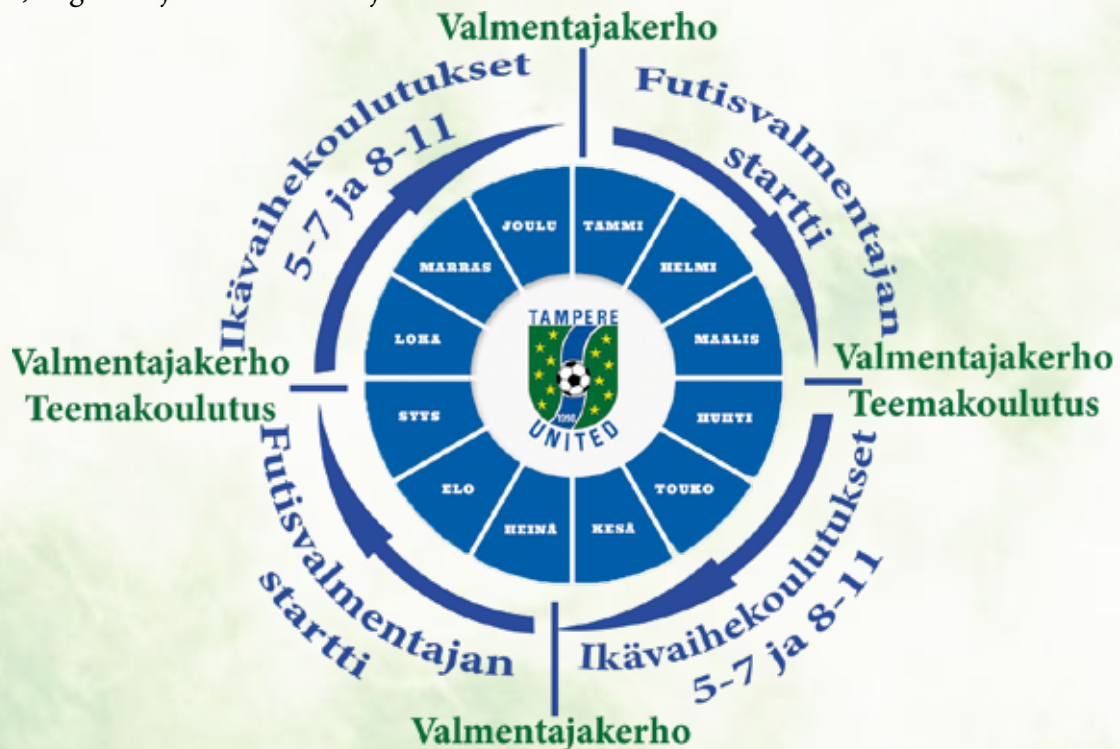 Valmentajakerho
Ikävaihekoulutukset
5-7 ja 8-11
Futisvalmentajan
startti
JOULU
TAMMI
MARRAS
HELMI
LOKA
MAALIS
TAMPERE
UNITED
1998
Valmentajakerho
Teemakoulutus
Valmentajakerho
Teemakoulutus
SYYS
HUHTI
ELO
TOUKO
HEINÄ
KESÄ
Futisvalmentajan
startti
Ikävaihekoulutukset
5-7 ja 8-11
Valmentajakerho